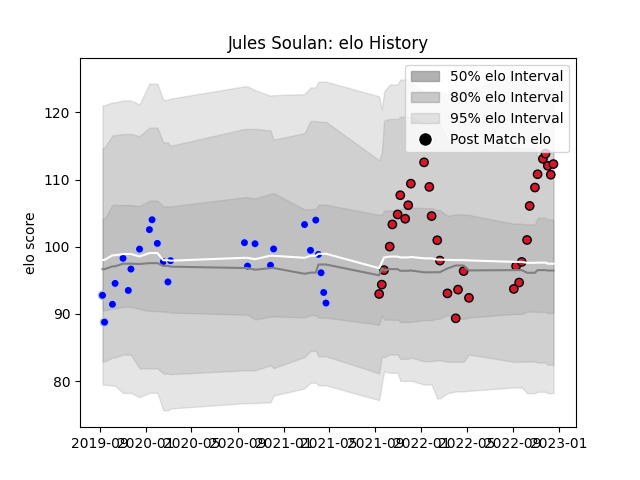 Jules Soulan: elo History
50% elo Interval
80% elo Interval
95% elo Interval
Post Match elo
elo score
120
110
100
90
80
2019-09 2020-01 2020-05 2020-09 2021-01 2021-05 2021-09 2022-01 2022-05 2022-09 2023-01